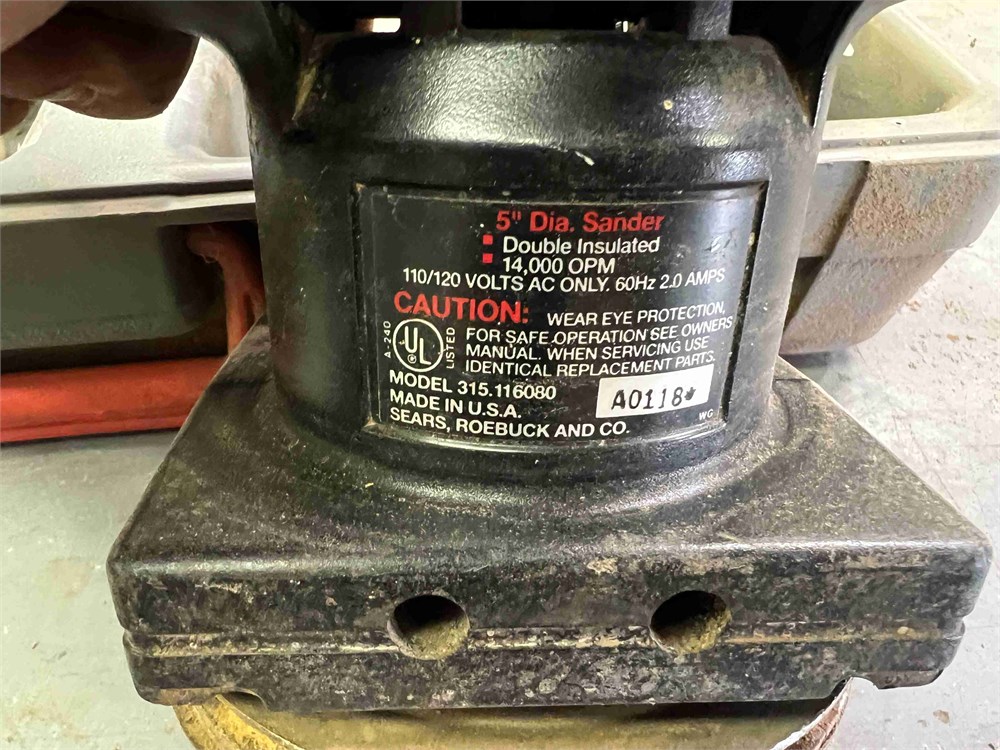 5" Dia. Sander
Double Insulated
14,000 OPM
110/120 VOLTS AC ONLY. 60Hz 2.0 AMPS
CAUTION: WEAR EYE PROTECTION,
FOR SAFE OPERATION SEE OWNERS
MANUAL. WHEN SERVICING USE
IDENTICAL REPLACEMENT PARTS.
A-240
UL
LISTED
MODEL 315.116080
MADE IN U.S.A.
SEARS, ROEBUCK AND CO.
A0118*
WG